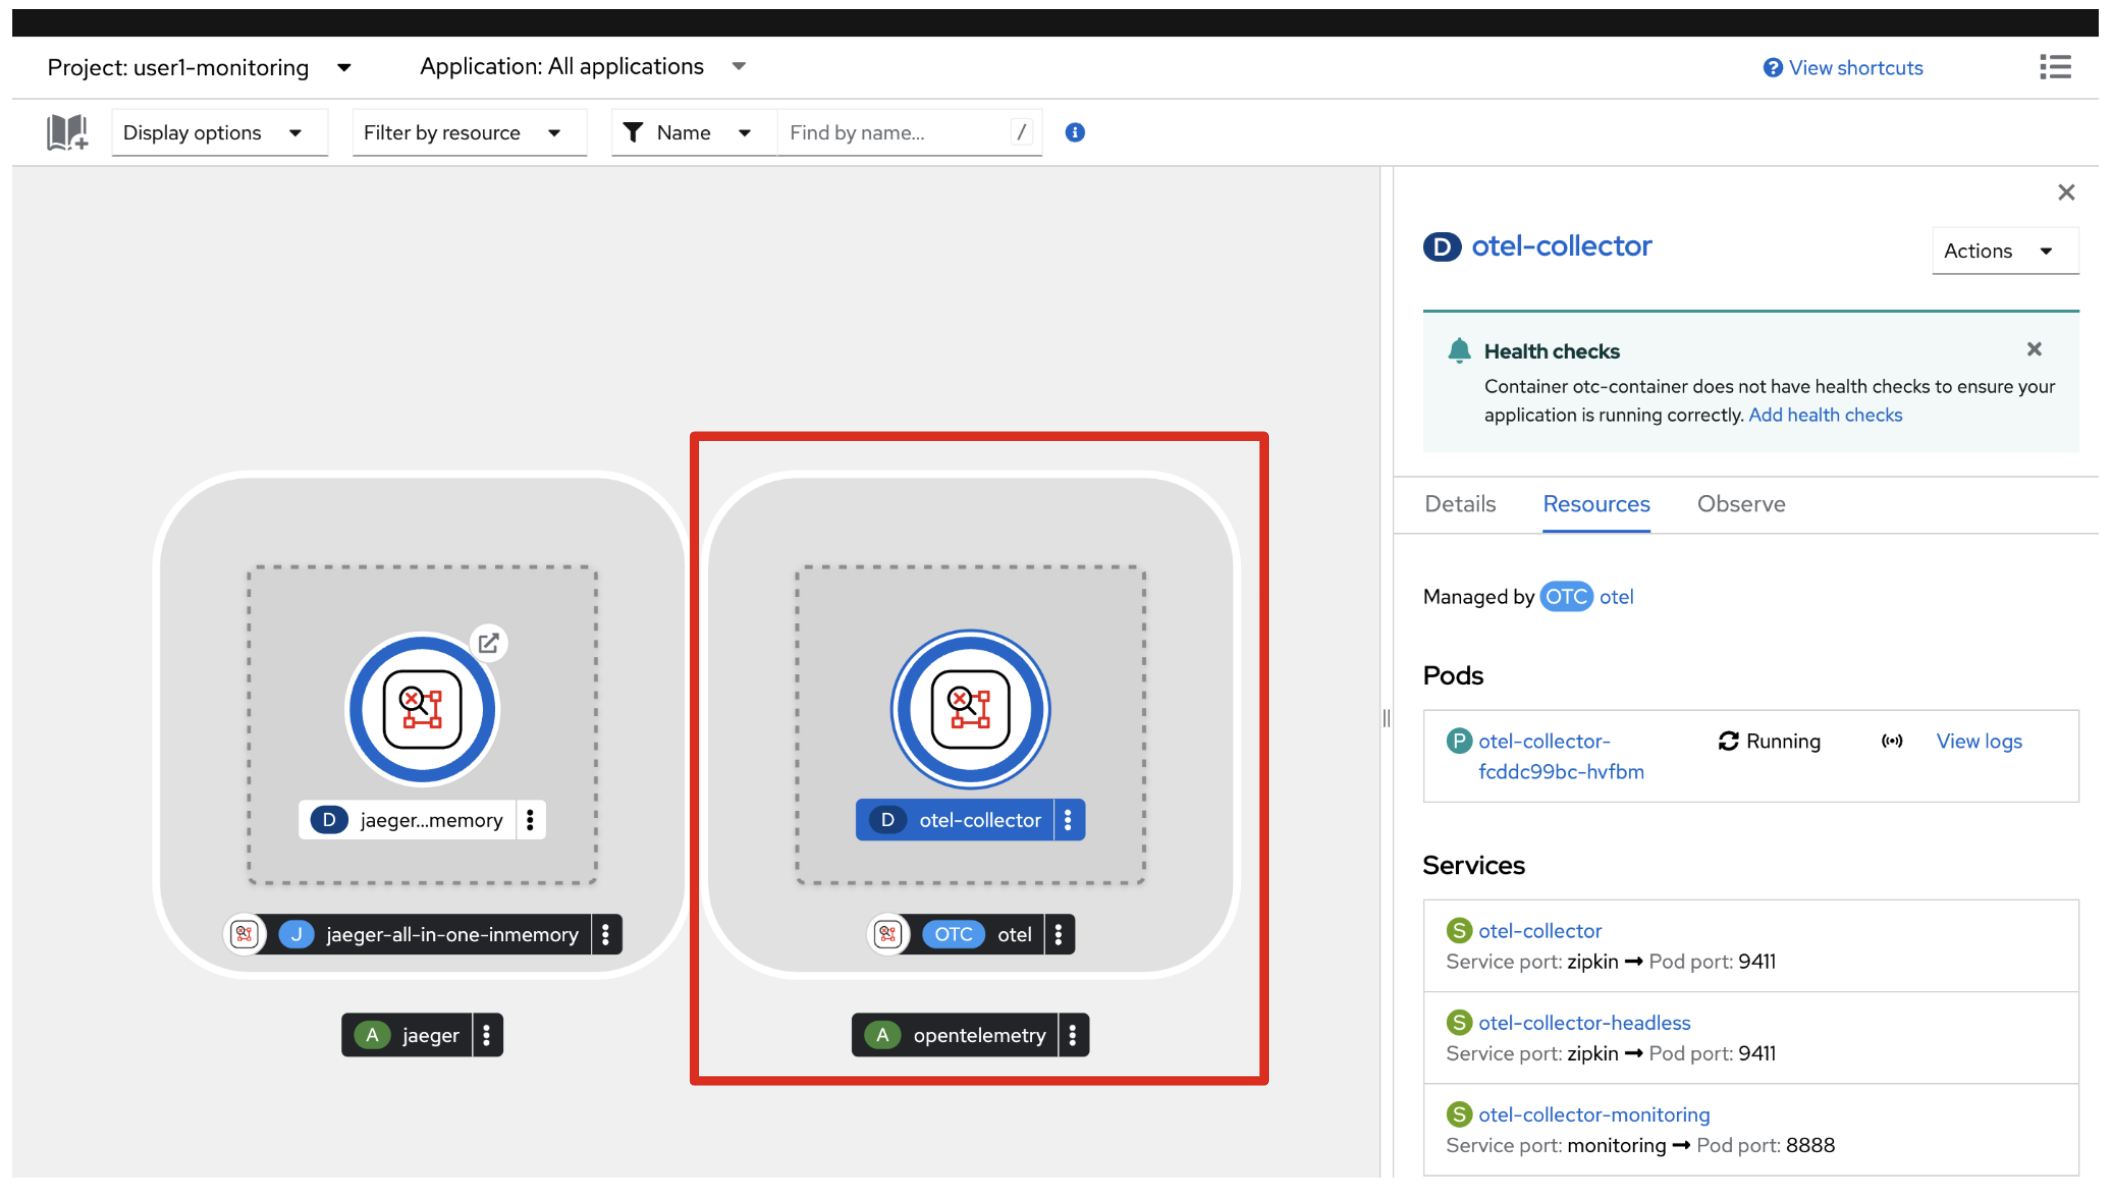 Project: user1-monitoring
Application: All applications
View shortcuts
Display options
Filter by resource
Name
Find by name...
/
D otel-collector
Actions
Health checks
Container otc-container does not have health checks to ensure your
application is running correctly. Add health checks
Details
Resources
Observe
Managed by OTC otel
Pods
P otel-collector-
fcddc99bc-hvfbm
Running
View logs
Services
S otel-collector
Service port: zipkin → Pod port: 9411
S otel-collector-headless
Service port: zipkin → Pod port: 9411
S otel-collector-monitoring
Service port: monitoring → Pod port: 8888
D jaeger...memory
J jaeger-all-in-one-inmemory
A jaeger
D otel-collector
OTC otel
A opentelemetry